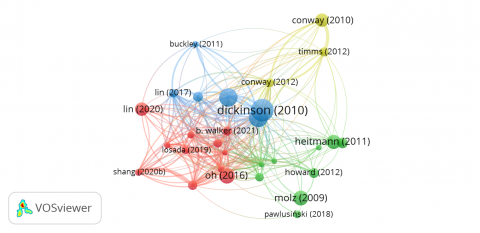 conway (2010)
buckley (2011)
timms (2012)
conway (2012)
lin (2017)
lin (2020)
dickinson (2010)
b. walker (2021)
losada (2019)
heitmann (2011)
shang (2020b)
oh (2016)
howard (2012)
molz (2009)
pawlusinski (2018)
VOSviewer